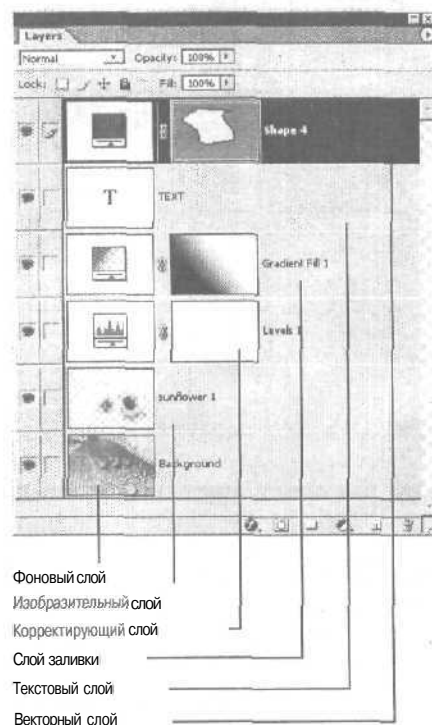 Layers
Normal Opacity: 100%
Lock: Fill: 100%
Shape 4
T TEXT
Gradient Fill 1
Levels 1
sunflower 1
Background
Фоновый слой
Изобразительный слой
Корректирующий слой
Слой заливки
Текстовый слой
Векторный слой